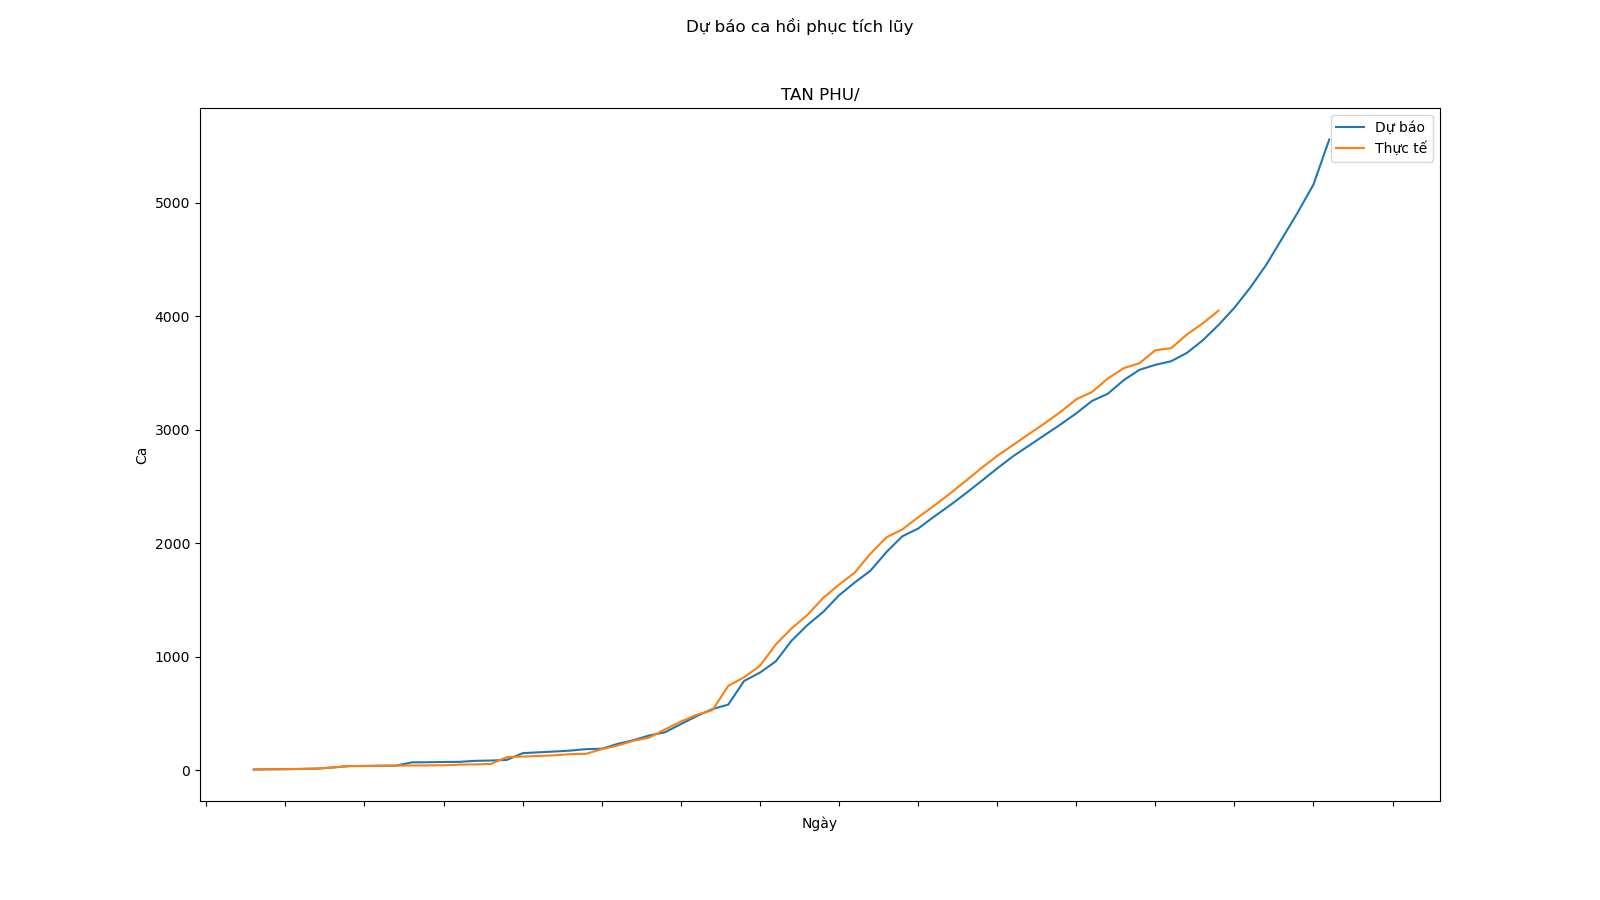 Dự báo ca hồi phục tích lũy
TAN PHU/
Dự báo
Thực tế
5000
4000
3000
2000
1000
0
Ca
Ngày